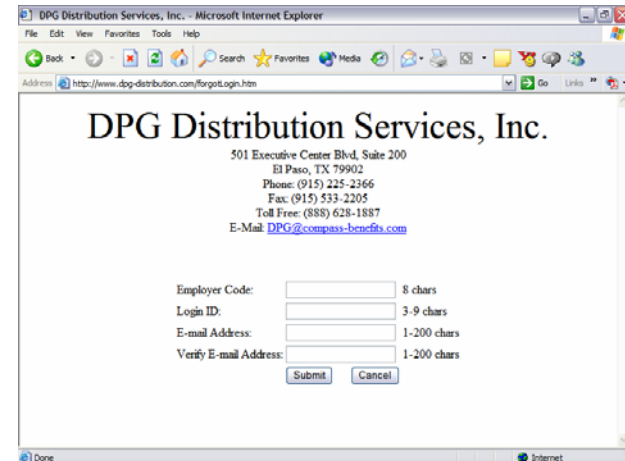 DPG Distribution Services, Inc. - Microsoft Internet Explorer
File Edit View Favorites Tools Help
Back Search Favorites Media
Address http://www.dpg-distribution.com/forgotLogin.htm Go Links »
DPG Distribution Services, Inc.
501 Executive Center Blvd, Suite 200
El Paso, TX 79902
Phone: (915) 225-2366
Fax: (915) 533-2205
Toll Free: (888) 628-1887
E-Mail: DPG@compass-benefits.com
Employer Code: 8 chars
Login ID: 3-9 chars
E-mail Address: 1-200 chars
Verify E-mail Address: 1-200 chars
Submit Cancel
Done Internet